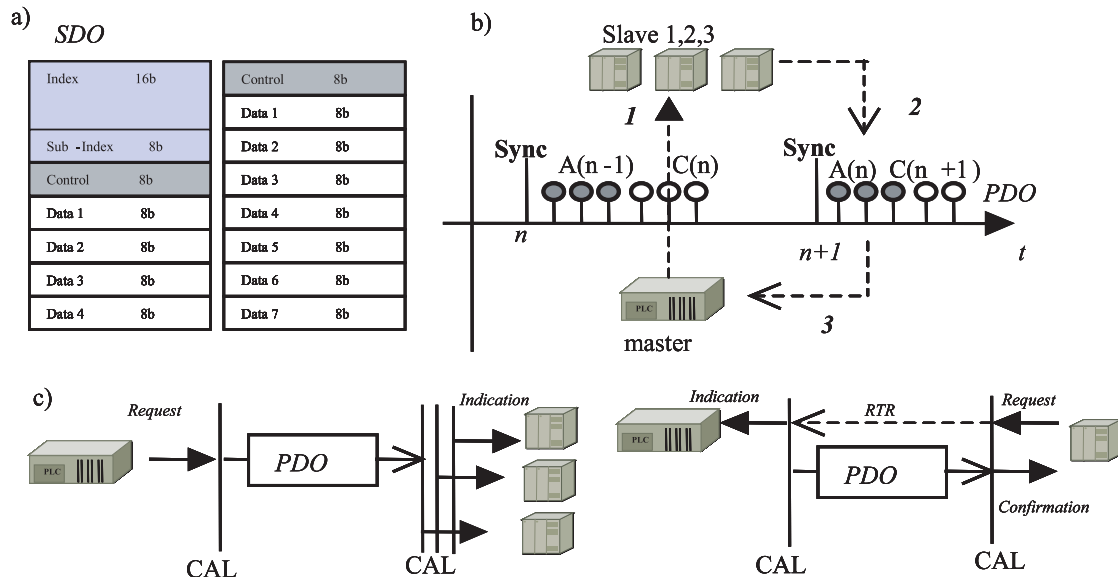 a)
SDO
Index 16b
Sub -Index 8b
Control 8b
Data 1 8b
Data 2 8b
Data 3 8b
Data 4 8b
Control 8b
Data 1 8b
Data 2 8b
Data 3 8b
Data 4 8b
Data 5 8b
Data 6 8b
Data 7 8b
b)
Slave 1,2,3
1
2
Sync
A(n -1)
C(n)
Sync
A(n)
C(n +1)
PDO
n
n+1
t
PLC
3
master
c)
Request
PLC
PDO
Indication
CAL
CAL
Indication
PLC
RTR
Request
PDO
Confirmation
CAL
CAL